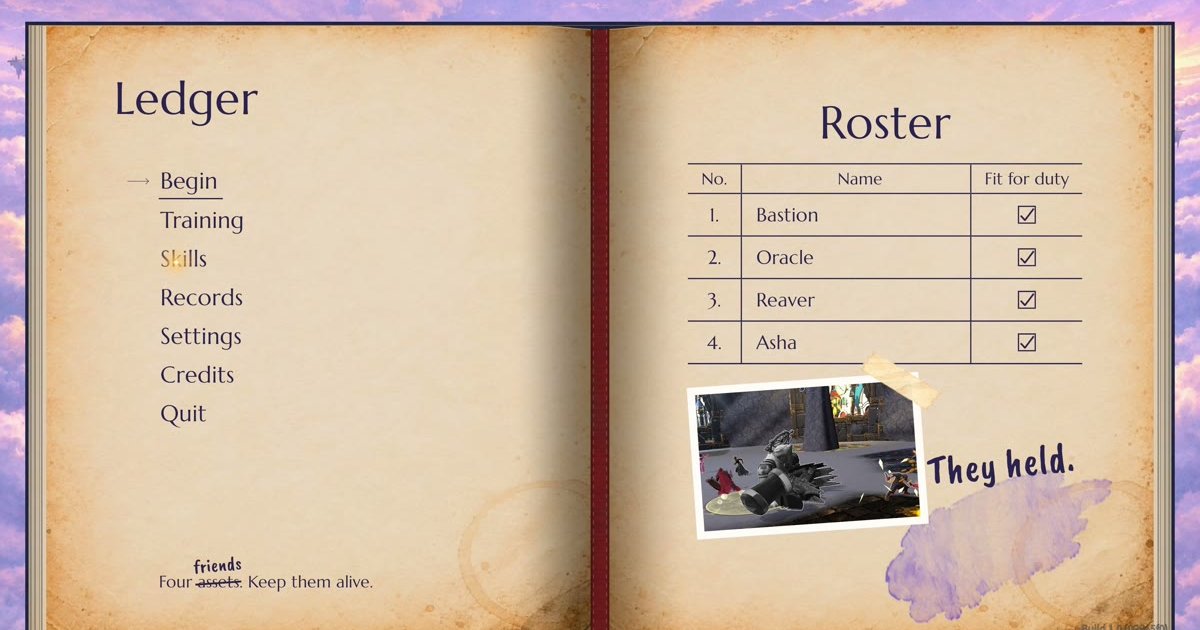 Ledger
→ Begin
Training
Skills
Records
Settings
Credits
Quit
friends
Four assets. Keep them alive.
Roster
No. Name Fit for duty
1. Bastion ☑
2. Oracle ☑
3. Reaver ☑
4. Asha ☑
They held.